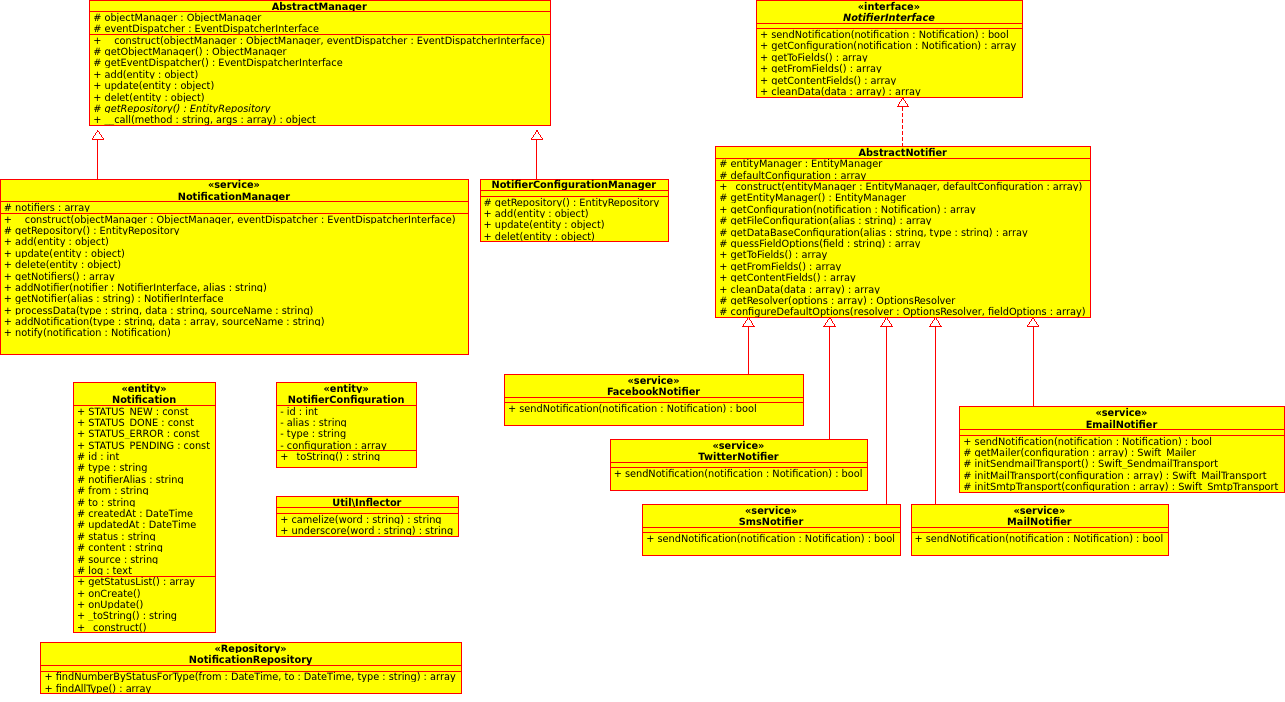 AbstractManager
# objectManager : ObjectManager
# eventDispatcher : EventDispatcherInterface
+ __construct(objectManager : ObjectManager, eventDispatcher : EventDispatcherInterface)
# getObjectManager() : ObjectManager
# getEventDispatcher() : EventDispatcherInterface
+ add(entity : object)
+ update(entity : object)
+ delet(entity : object)
# getRepository() : EntityRepository
+ __call(method : string, args : array) : object
«interface»
NotifierInterface
+ sendNotification(notification : Notification) : bool
+ getConfiguration(notification : Notification) : array
+ getToFields() : array
+ getFromFields() : array
+ getContentFields() : array
+ cleanData(data : array) : array
AbstractNotifier
# entityManager : EntityManager
# defaultConfiguration : array
+ __construct(entityManager : EntityManager, defaultConfiguration : array)
# getEntityManager() : EntityManager
+ getConfiguration(notification : Notification) : array
# getFileConfiguration(alias : string) : array
# getDataBaseConfiguration(alias : string, type : string) : array
# guessFieldOptions(field : string) : array
+ getToFields() : array
+ getFromFields() : array
+ getContentFields() : array
+ cleanData(data : array) : array
# getResolver(options : array) : OptionsResolver
# configureDefaultOptions(resolver : OptionsResolver, fieldOptions : array)
«service»
NotificationManager
# notifiers : array
+ __construct(objectManager : ObjectManager, eventDispatcher : EventDispatcherInterface)
# getRepository() : EntityRepository
+ add(entity : object)
+ update(entity : object)
+ delete(entity : object)
+ getNotifiers() : array
+ addNotifier(notifier : NotifierInterface, alias : string)
+ getNotifier(alias : string) : NotifierInterface
+ processData(type : string, data : string, sourceName : string)
+ addNotification(type : string, data : array, sourceName : string)
+ notify(notification : Notification)
NotifierConfigurationManager
# getRepository() : EntityRepository
+ add(entity : object)
+ update(entity : object)
+ delet(entity : object)
«entity»
Notification
+ STATUS_NEW : const
+ STATUS_DONE : const
+ STATUS_ERROR : const
+ STATUS_PENDING : const
# id : int
# type : string
# notifierAlias : string
# from : string
# to : string
# createdAt : DateTime
# updatedAt : DateTime
# status : string
# content : string
# source : string
# log : text
+ getStatusList() : array
+ onCreate()
+ onUpdate()
+ _toString() : string
+ __construct()
«entity»
NotifierConfiguration
- id : int
- alias : string
- type : string
- configuration : array
+ __toString() : string
Util\Inflector
+ camelize(word : string) : string
+ underscore(word : string) : string
«Repository»
NotificationRepository
+ findNumberByStatusForType(from : DateTime, to : DateTime, type : string) : array
+ findAllType() : array
«service»
FacebookNotifier
+ sendNotification(notification : Notification) : bool
«service»
TwitterNotifier
+ sendNotification(notification : Notification) : bool
«service»
SmsNotifier
+ sendNotification(notification : Notification) : bool
«service»
MailNotifier
+ sendNotification(notification : Notification) : bool
«service»
EmailNotifier
+ sendNotification(notification : Notification) : bool
# getMailer(configuration : array) : Swift_Mailer
# initSendmailTransport() : Swift_SendmailTransport
# initMailTransport(configuration : array) : Swift_MailTransport
# initSmtpTransport(configuration : array) : Swift_SmtpTransport